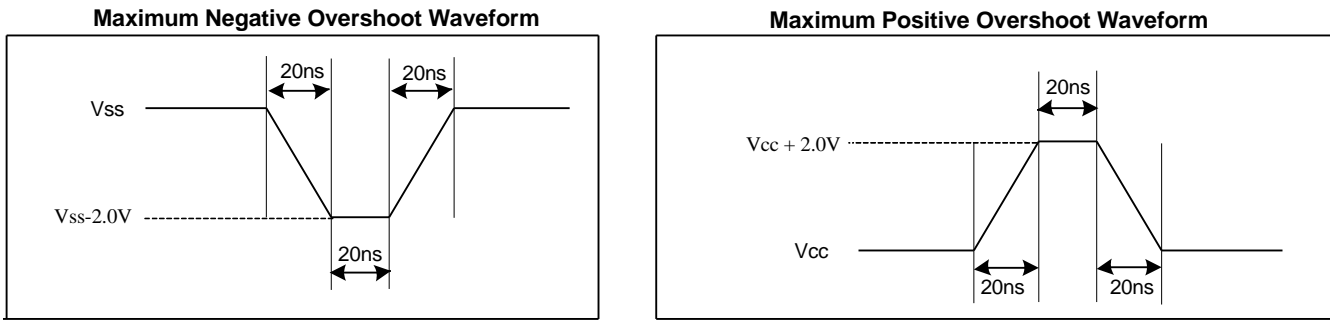 Maximum Negative Overshoot Waveform
20ns 20ns
Vss
Vss-2.0V
20ns
Maximum Positive Overshoot Waveform
20ns
Vcc + 2.0V
Vcc
20ns 20ns